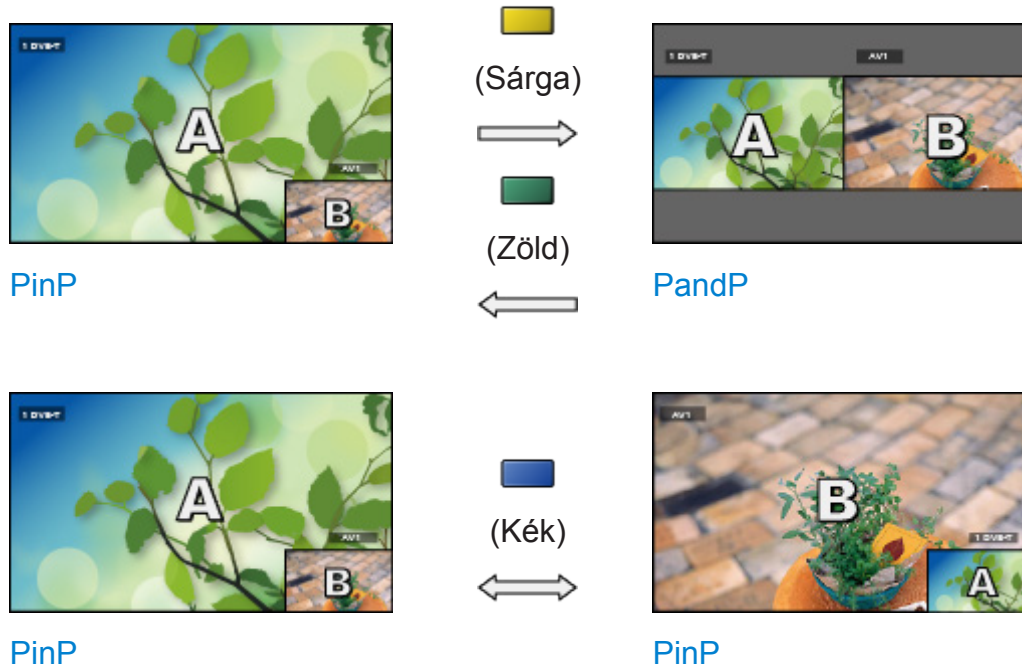 1 DVB-T
A
AV1
B
PinP
(Sárga)
(Zöld)
1 DVB-T
AV1
A
B
PandP
1 DVB-T
A
AV1
B
PinP
(Kék)
AV1
B
1 DVB-T
A
PinP